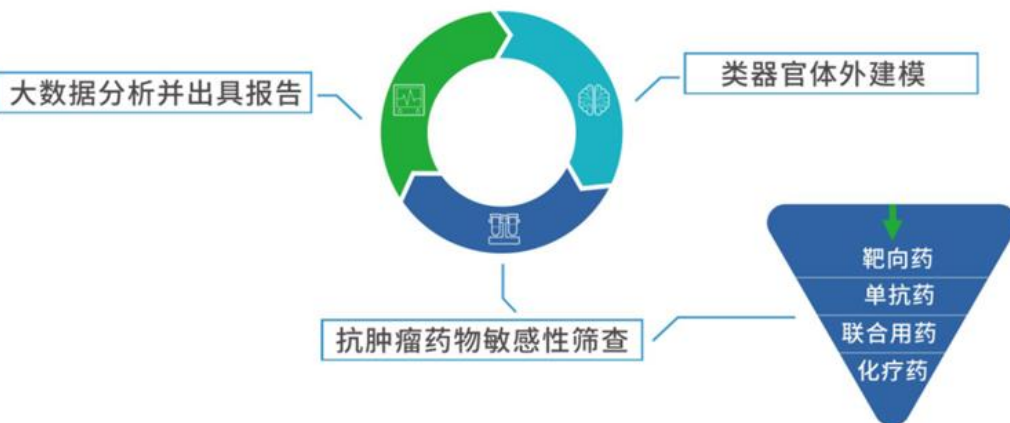 类器官体外建模
大数据分析并出具报告
靶向药
单抗药
联合用药
化疗药
抗肿瘤药物敏感性筛查